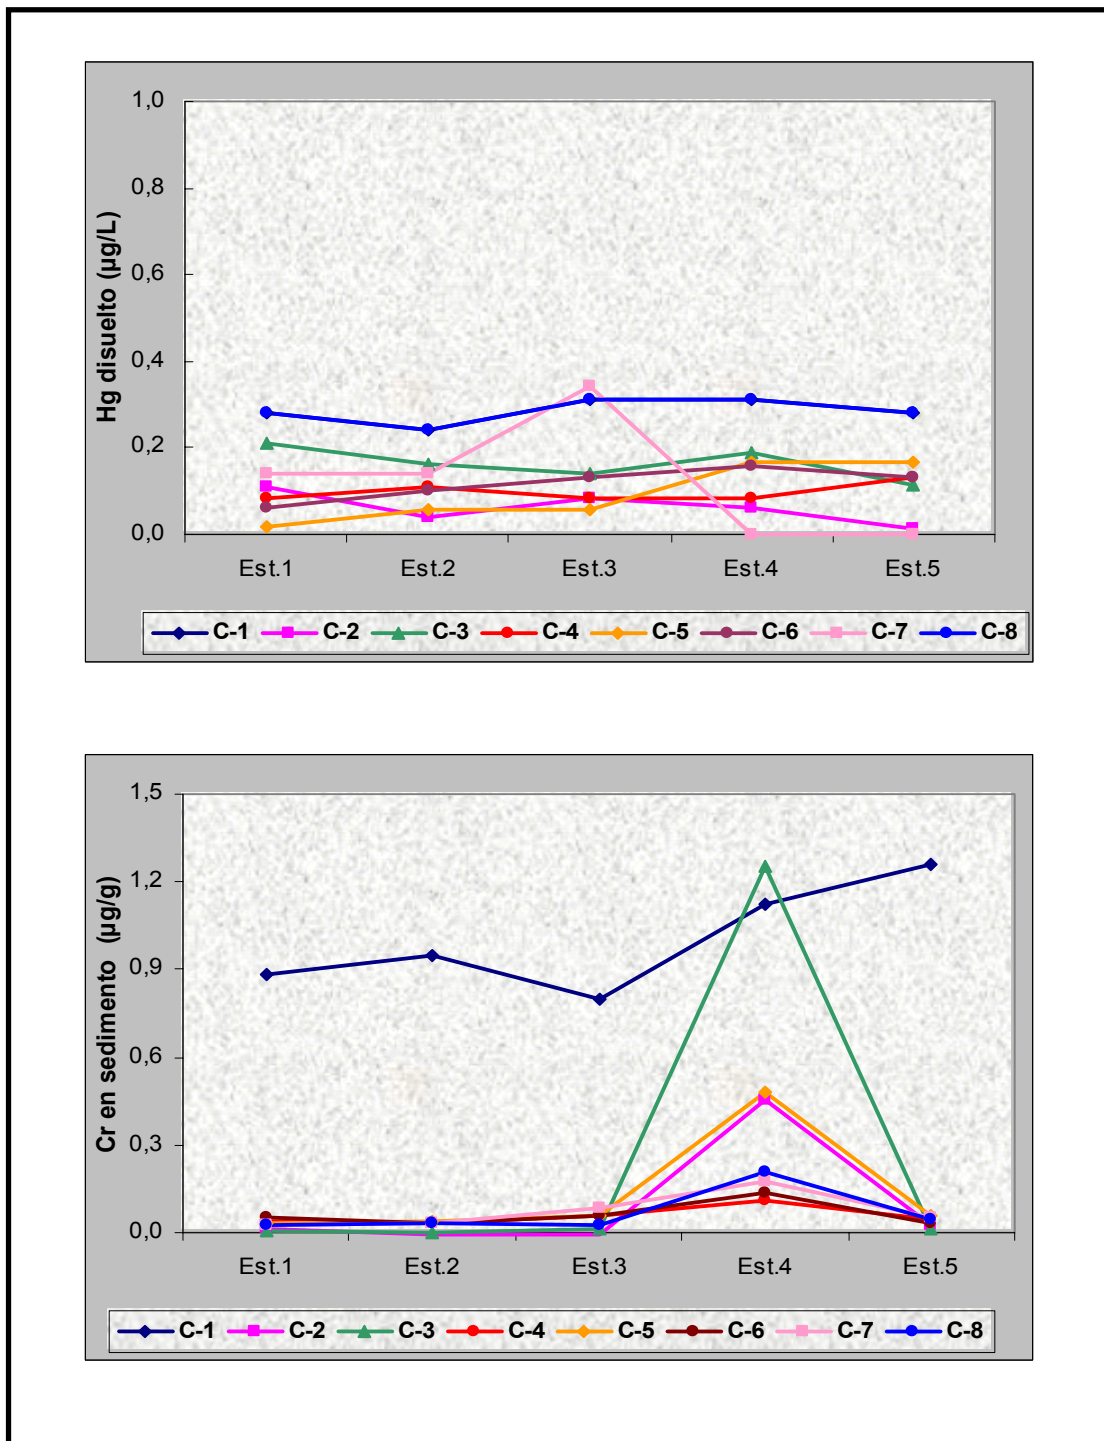 1,0
0,8
0,6
0,4
0,2
0,0
Hg disuelto (µg/L)
Est.1 Est.2 Est.3 Est.4 Est.5
C-1 C-2 C-3 C-4 C-5 C-6 C-7 C-8
1,5
1,2
0,9
0,6
0,3
0,0
Cr en sedimento (µg/g)
Est.1 Est.2 Est.3 Est.4 Est.5
C-1 C-2 C-3 C-4 C-5 C-6 C-7 C-8